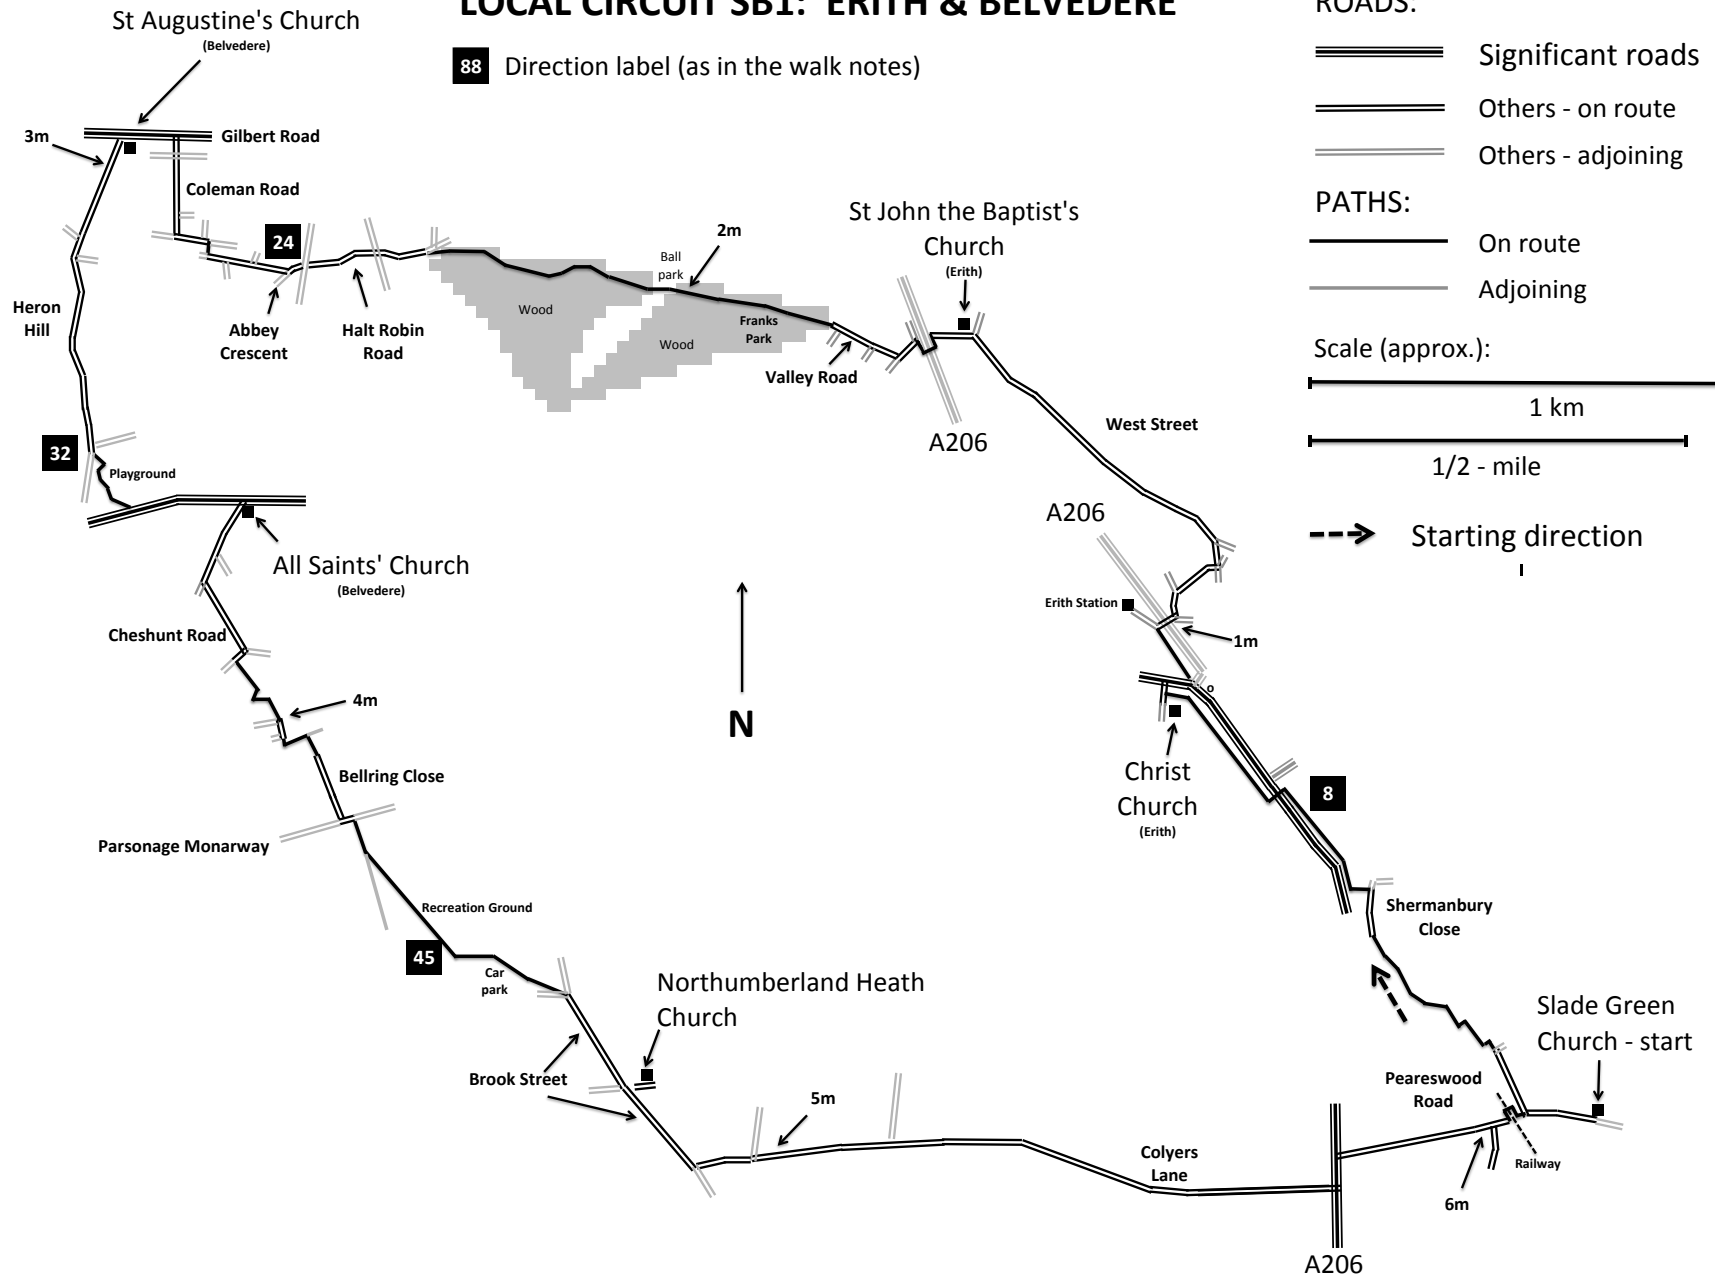 LOCAL CIRCUIT SB1: ERITH & BELVEDERE
88 Direction label (as in the walk notes)
ROADS:
Significant roads
Others - on route
Others - adjoining
PATHS:
On route
Adjoining
Scale (approx.):
1 km
1/2 - mile
Starting direction
St Augustine's Church
(Belvedere)
3m
Gilbert Road
Coleman Road
24
Heron
Hill
Abbey
Crescent
Halt Robin
Road
Wood
Ball
park
2m
Franks
Park
Wood
Valley Road
St John the Baptist's
Church
(Erith)
A206
West Street
32
Playground
All Saints' Church
(Belvedere)
A206
Erith Station
1m
Cheshunt Road
4m
N
o
Christ
Church
(Erith)
8
Bellring Close
Parsonage Monarway
Recreation Ground
45
Car
park
Shermanbury
Close
Northumberland Heath
Church
Slade Green
Church - start
Brook Street
5m
Peareswood
Road
Colyers
Lane
Railway
6m
A206